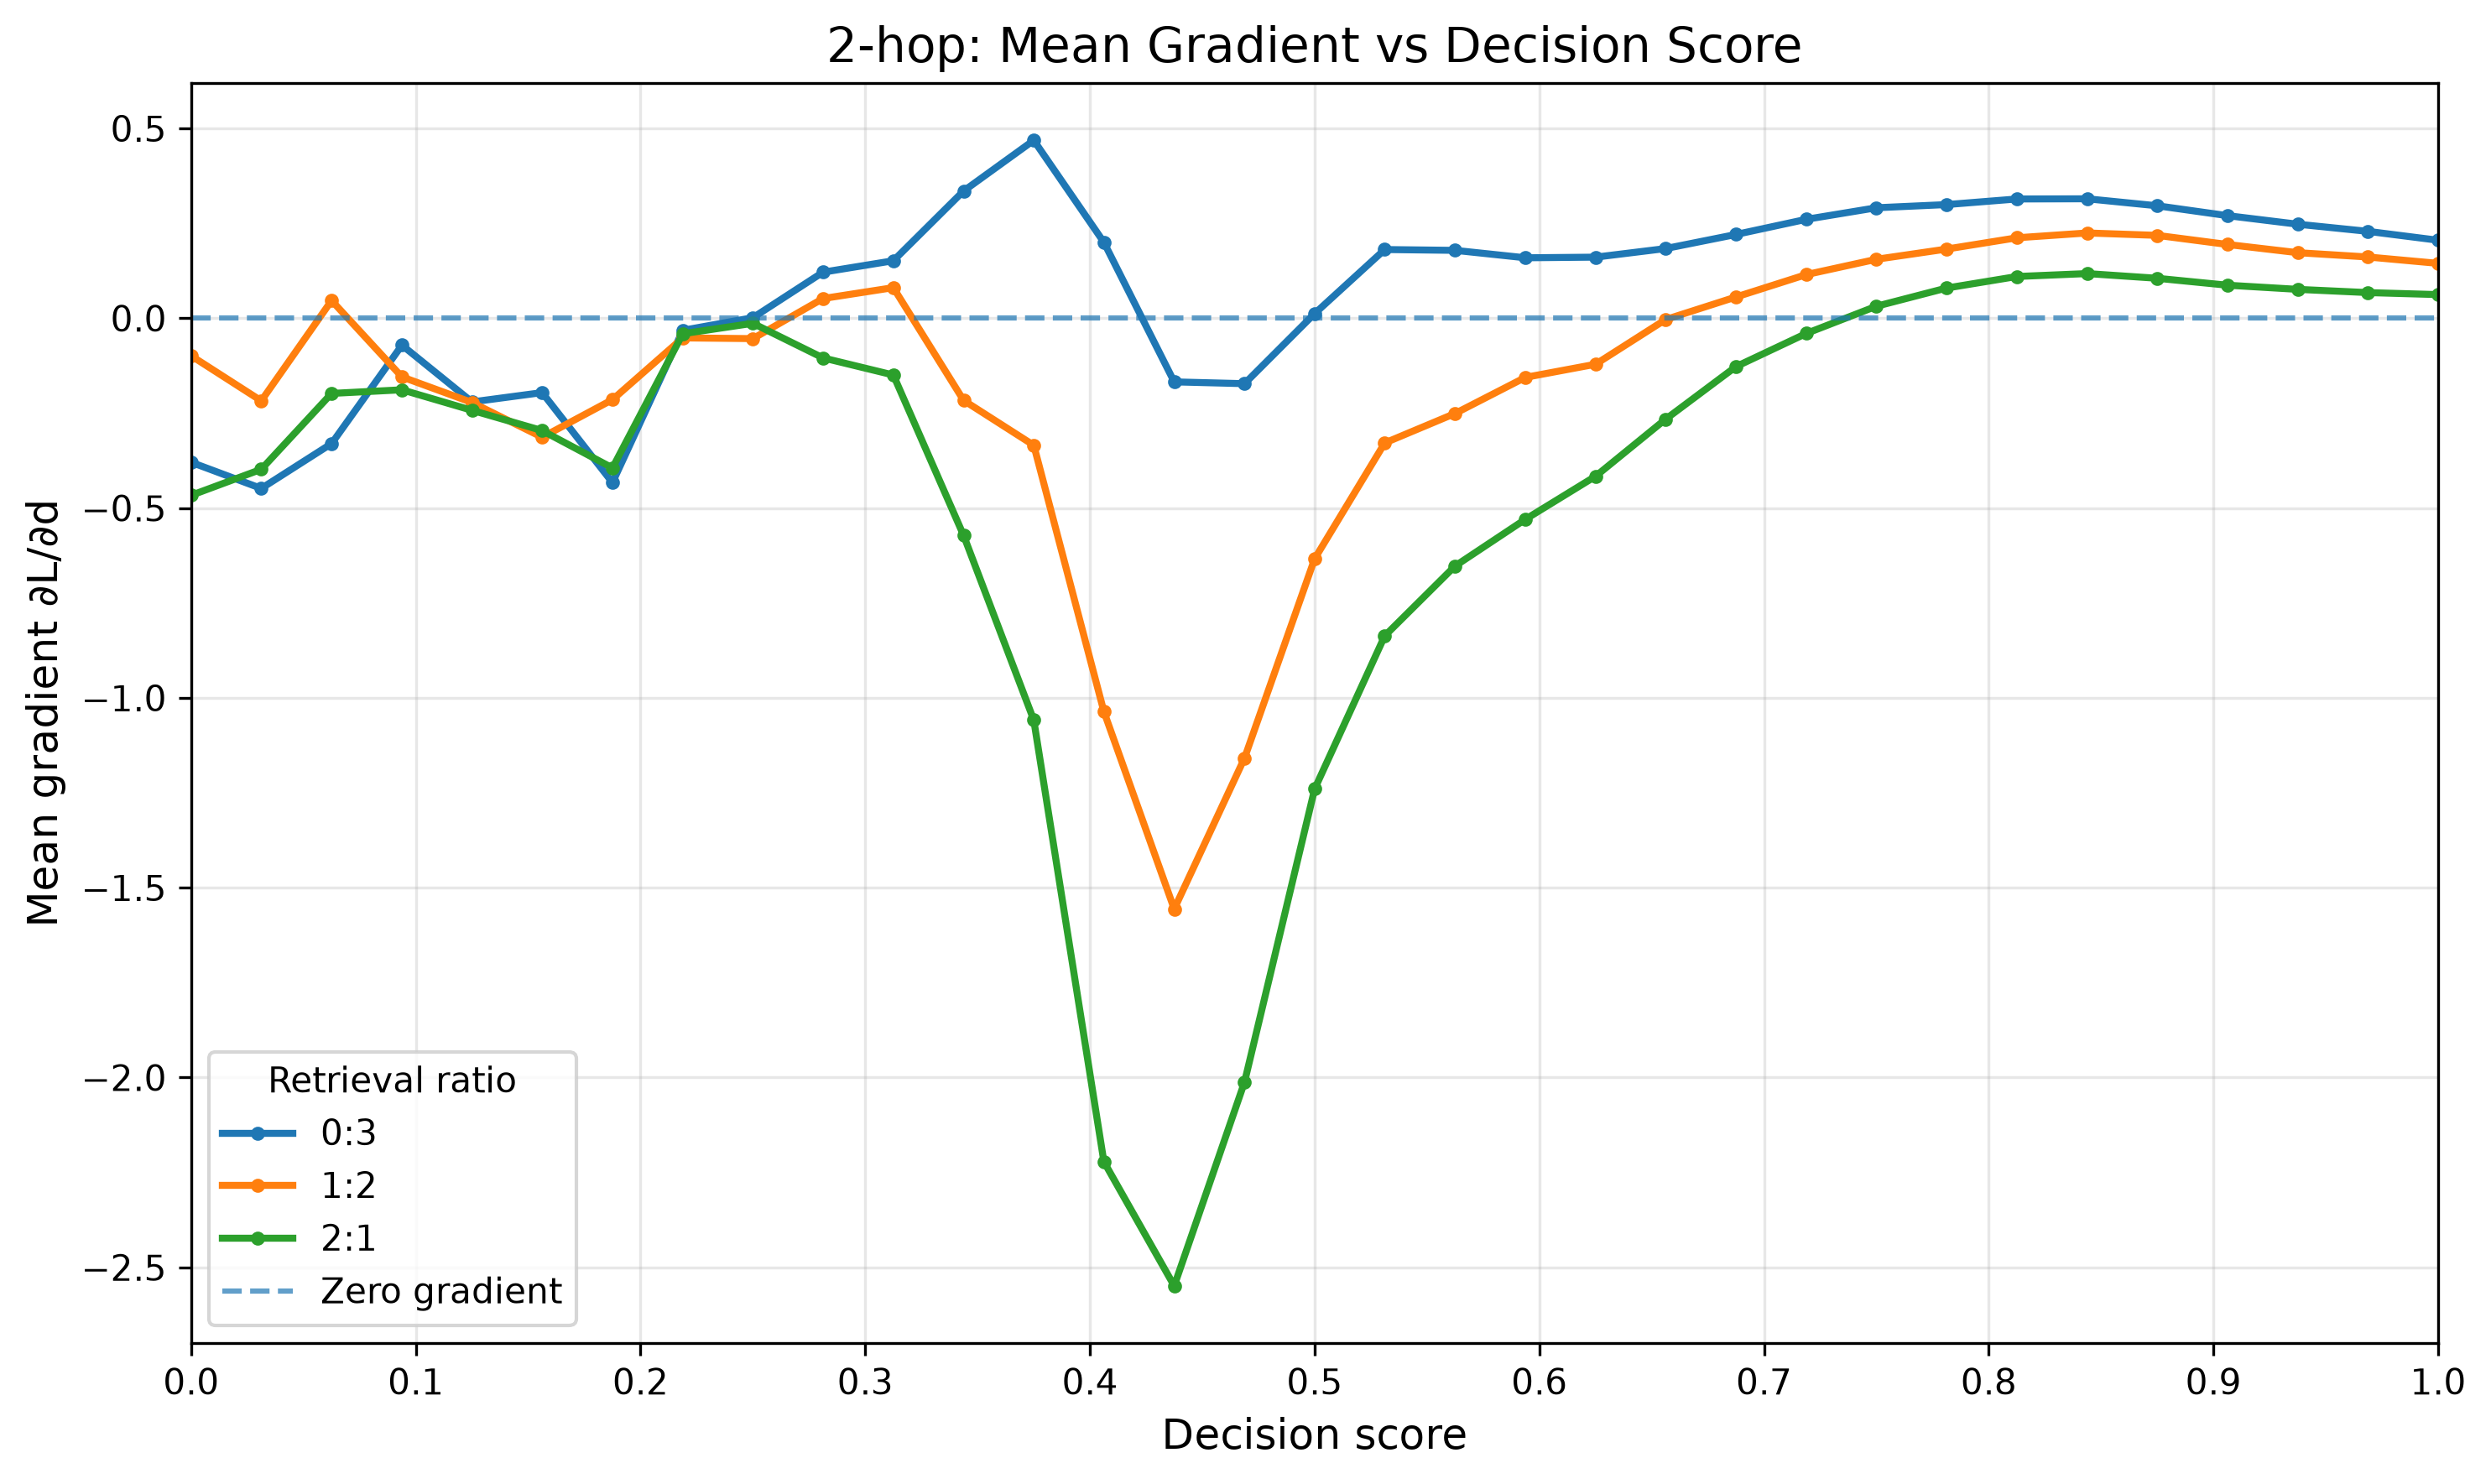 2-hop: Mean Gradient vs Decision Score
Mean gradient ∂L/∂d
0.5
0.0
−0.5
−1.0
−1.5
−2.0
−2.5
Retrieval ratio
0:3
1:2
2:1
Zero gradient
0.0 0.1 0.2 0.3 0.4 0.5 0.6 0.7 0.8 0.9 1.0
Decision score